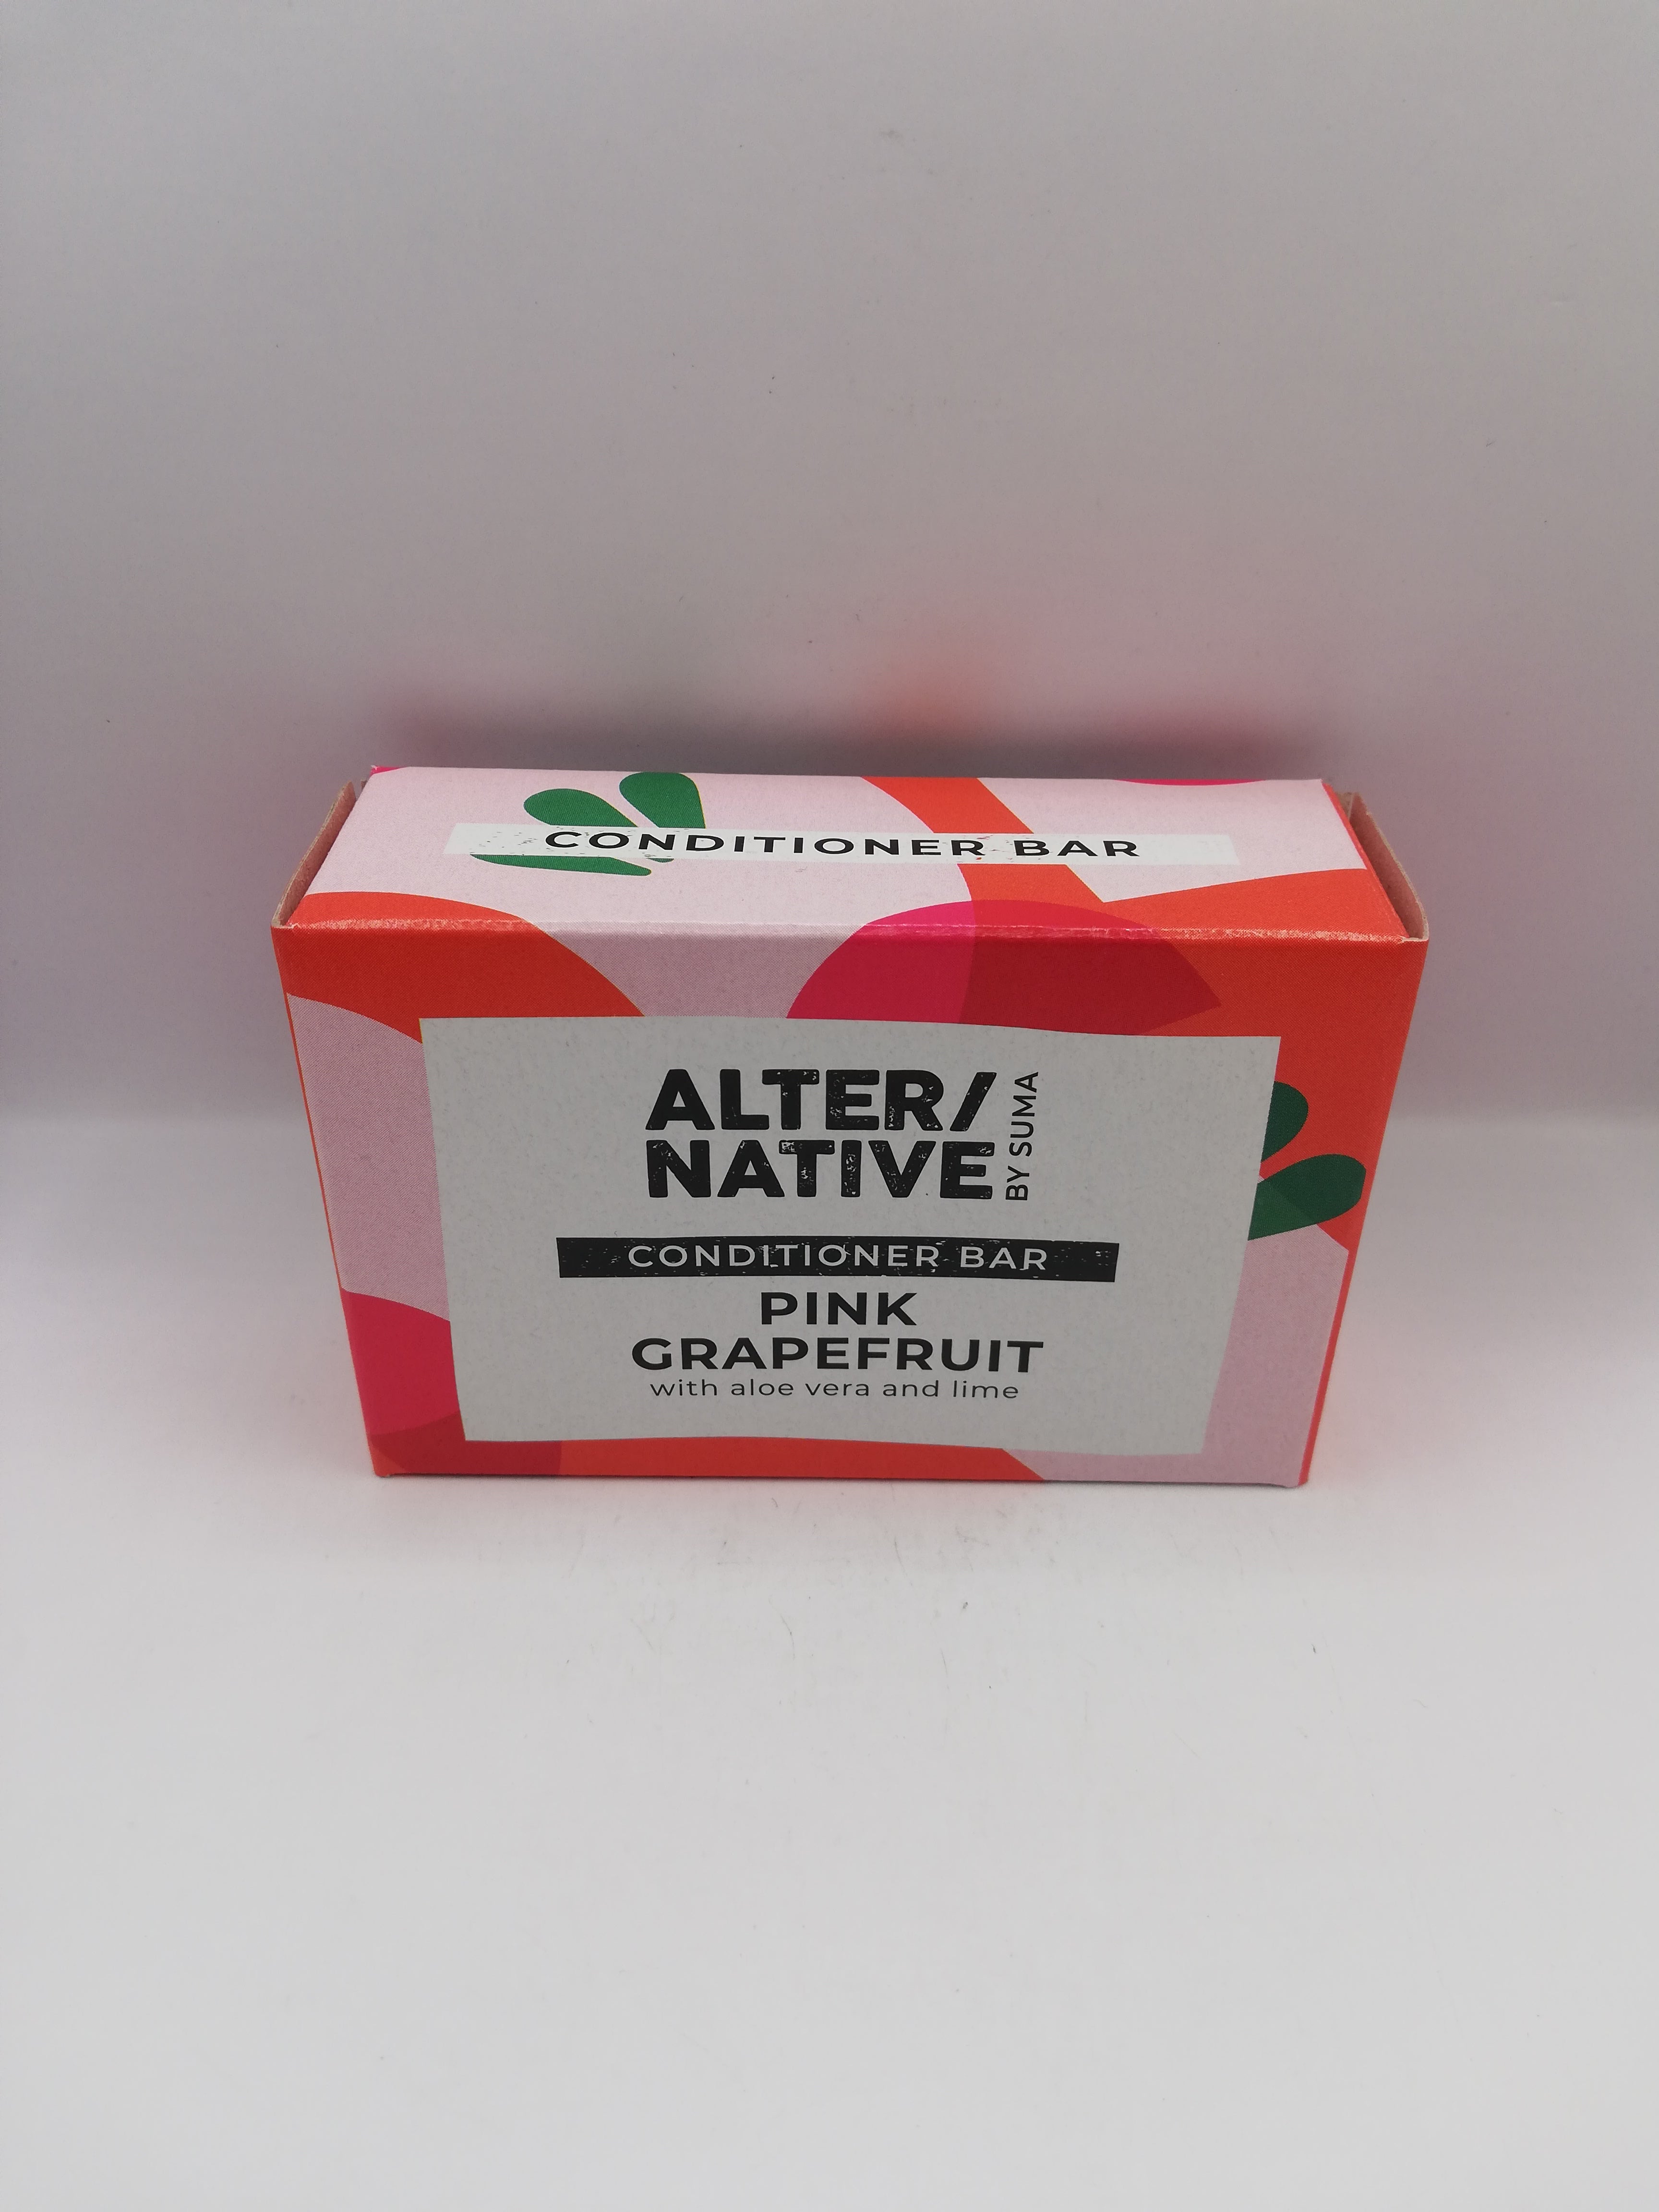 CONDITIONER BAR
ALTER/
NATIVE
BY SUMA
CONDITIONER BAR
PINK
GRAPEFRUIT
with aloe vera and lime